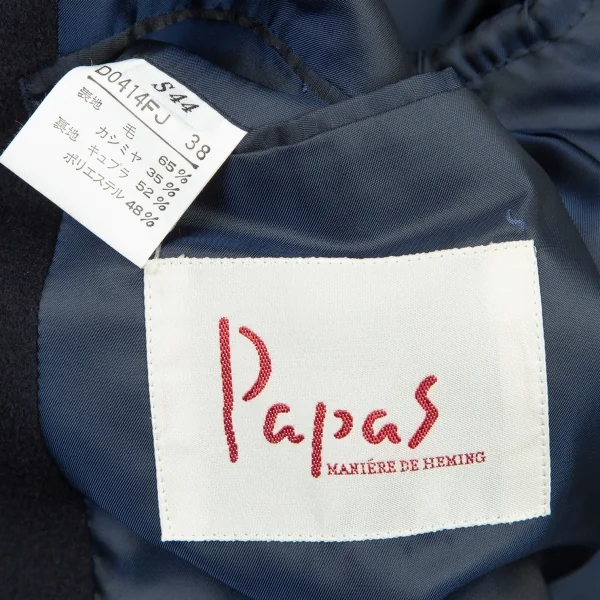 S44
D0414FJ 38
表地 毛 65%
カシミヤ 35%
裏地 キュプラ 52%
ポリエステル 48%
Papas
MANIÉRE DE HEMING